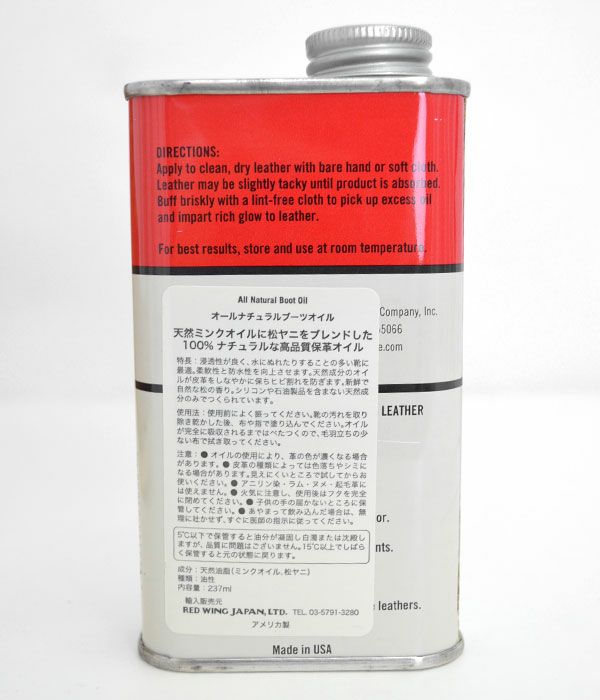 DIRECTIONS:
Apply to clean, dry leather with bare hand or soft cloth.
Leather may be slightly tacky until product is absorbed.
Buff briskly with a lint-free cloth to pick up excess oil
and impart rich glow to leather.
For best results, store and use at room temperature.
Company, Inc.
5066
e.com
LEATHER
or.
nts.
e leathers.
All Natural Boot Oil
オールナチュラルブーツオイル
天然ミンクオイルに松ヤニをブレンドした
100% ナチュラルな高品質保革オイル
特長：浸透性が良く、水にぬれたりすることの多い靴に
最適。柔軟性と防水性を向上させます。天然成分のオイ
ルが皮革をしなやかに保ちヒビ割れを防ぎます。新鮮で
自然な松の香り。シリコンや石油製品を含まない天然成
分のみでつくられています。
使用法：使用前によく振ってください。靴の汚れを取り
除き乾かした後、布や指で塗り込んでください。オイル
が完全に吸収されるまではべたつくので、毛羽立ちの少
ない布で拭き取ってください。
注意：● オイルの使用により、革の色が濃くなる場合
があります。● 皮革の種類によっては色落ちやシミに
なる場合があります。見えにくいところで試してからお
使いください。● アニリン染・ラム・ヌメ・起毛革に
は使えません。● 火気に注意し、使用後はフタを完全
に閉めてください。● 子供の手の届かないところに保
管してください。● あやまって飲み込んだ場合は、無
理に吐かせず、すぐに医師の指示に従ってください。
5℃以下で保管すると油分が凝固し白濁または沈殿し
ますが、品質に問題はございません。15℃以上でしばら
く保管すると元の状態に戻ります。
成分：天然油脂（ミンクオイル、松ヤニ）
種類：油性
内容量：237ml
輸入販売元
RED WING JAPAN, LTD. TEL. 03-5791-3280
アメリカ製
Made in USA